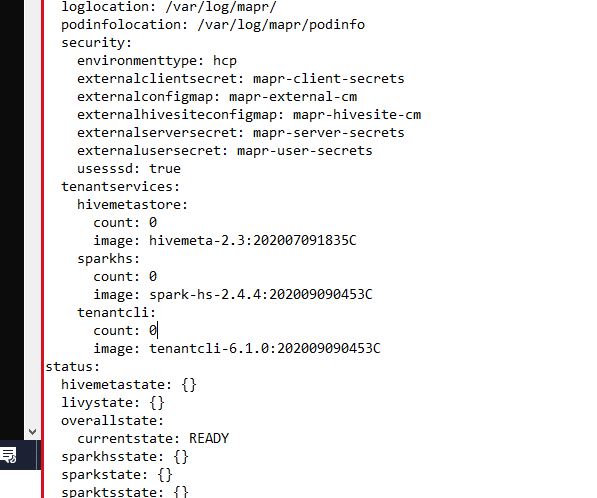 loglocation: /var/log/mapr/
podinfolocation: /var/log/mapr/podinfo
security:
environmenttype: hcp
externalclientsecret: mapr-client-secrets
externalconfigmap: mapr-external-cm
externalhivesiteconfigmap: mapr-hivesite-cm
externalserversecret: mapr-server-secrets
externalusersecret: mapr-user-secrets
usesssd: true
tenantservices:
hivemetastore:
count: 0
image: hivemeta-2.3:202007091835C
sparkhs:
count: 0
image: spark-hs-2.4.4:202009090453C
tenantcli:
count: 0
image: tenantcli-6.1.0:202009090453C
status:
hivemetastate: {}
livystate: {}
overallstate:
currentstate: READY
sparkhsstate: {}
sparkstate: {}
sparktsstate: {}